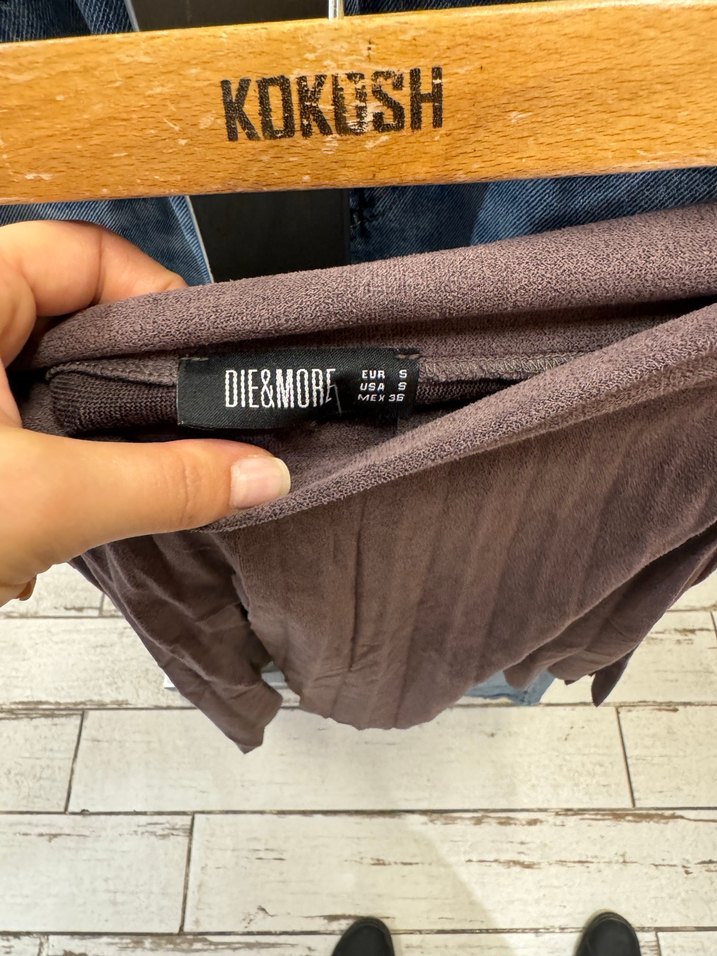 KOKOSH
DIE&MORE
EUR S
USA S
MEX 36